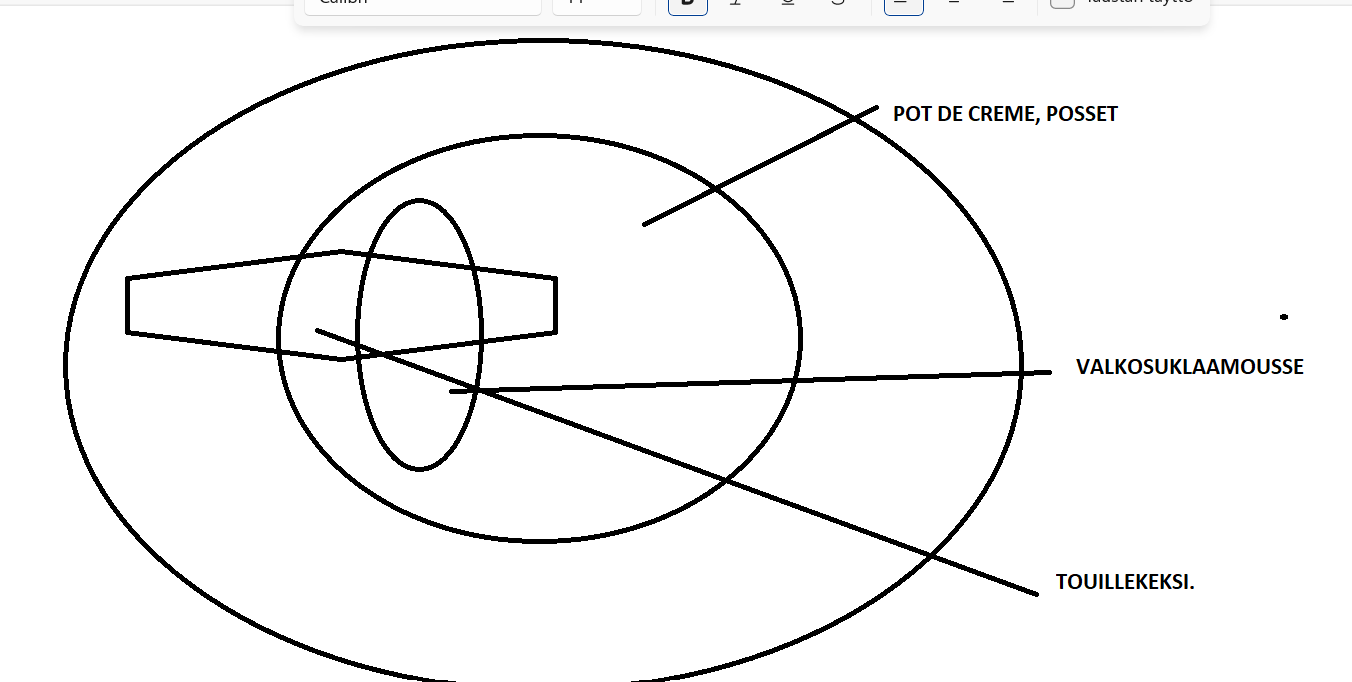 POT DE CREME, POSSET
VALKOSUKLAAMOUSSE
TOUILLEKEKSI.